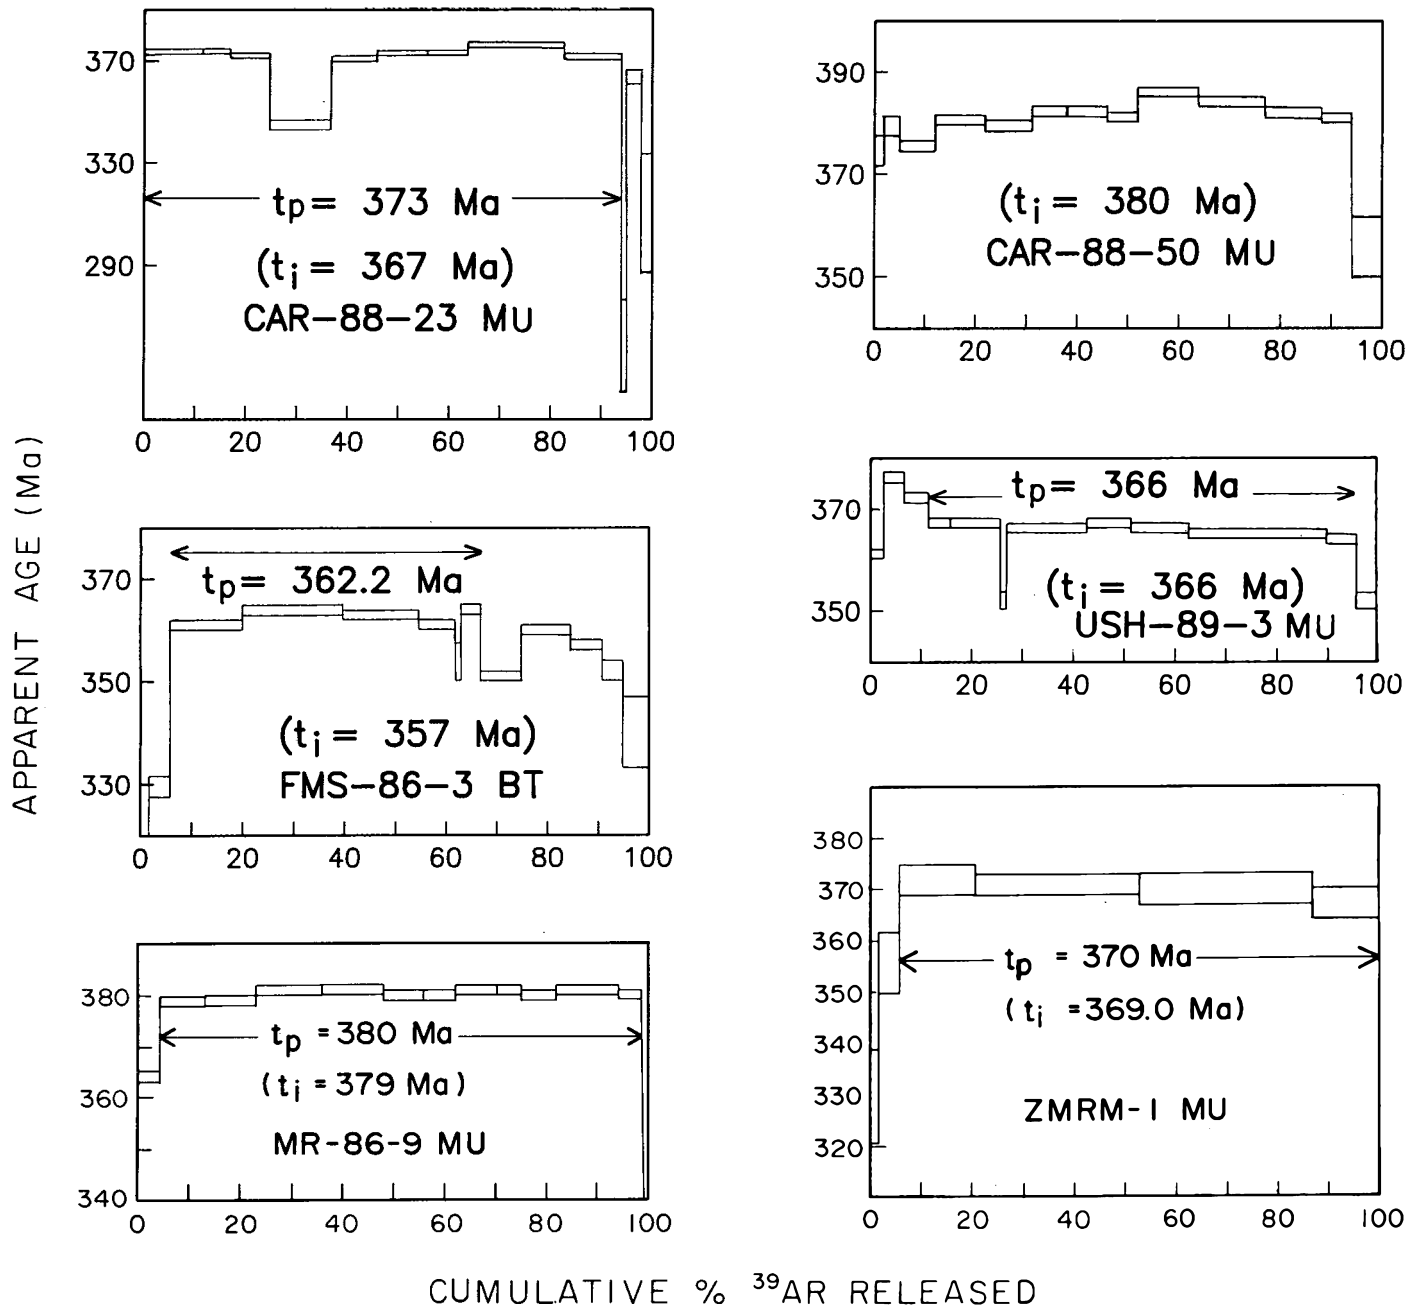 APPARENT AGE (Ma)
370
330
290
tp= 373 Ma
(ti= 367 Ma)
CAR-88-23 MU
0 20 40 60 80 100
390
370
350
(ti= 380 Ma)
CAR-88-50 MU
0 20 40 60 80 100
370
350
330
tp= 362.2 Ma
(ti= 357 Ma)
FMS-86-3 BT
0 20 40 60 80 100
370
350
tp= 366 Ma
(ti= 366 Ma)
USH-89-3 MU
0 20 40 60 80 100
380
360
340
tp =380 Ma
(ti =379 Ma)
MR-86-9 MU
0 20 40 60 80 100
380
370
360
350
340
330
320
tp =370 Ma
(ti =369.0 Ma)
ZMRM-1 MU
0 20 40 60 80 100
CUMULATIVE % ³⁹AR RELEASED